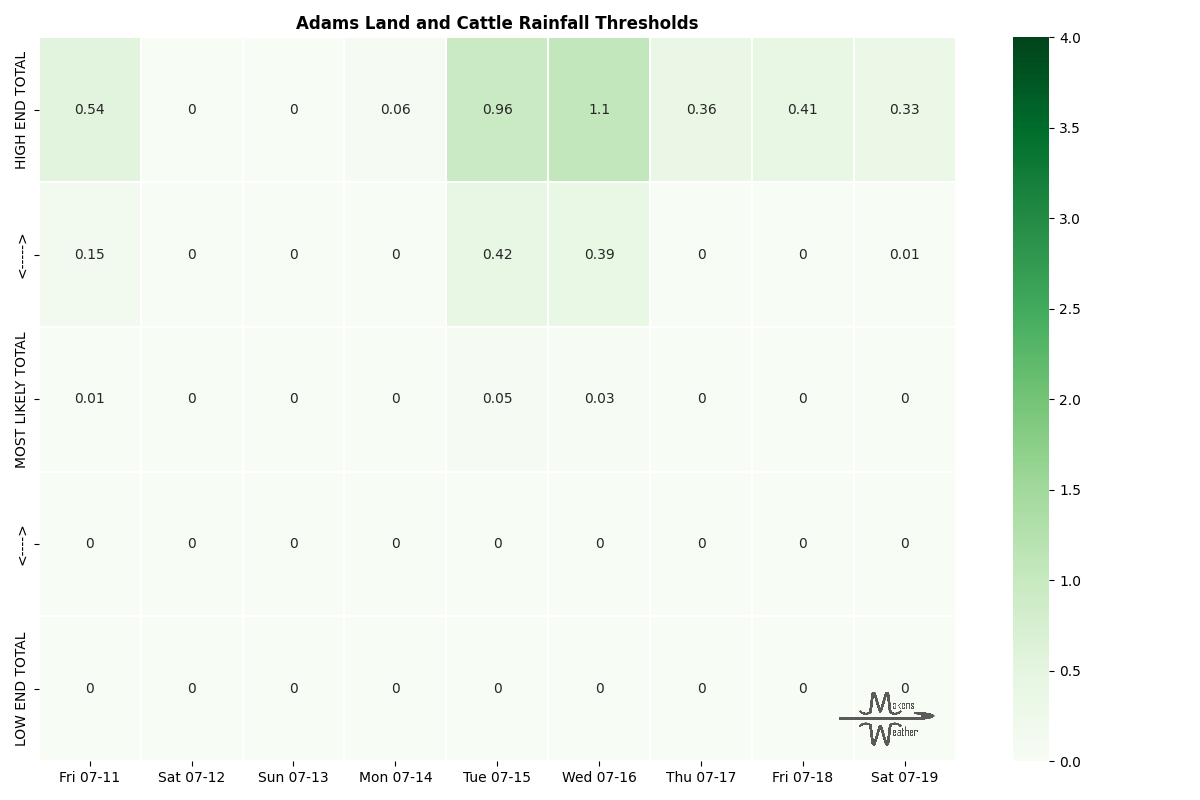 Adams Land and Cattle Rainfall Thresholds
HIGH END TOTAL
0.54 0 0 0.06 0.96 1.1 0.36 0.41 0.33
<----->
0.15 0 0 0 0.42 0.39 0 0 0.01
MOST LIKELY TOTAL
0.01 0 0 0 0.05 0.03 0 0 0
<---->
0 0 0 0 0 0 0 0 0
LOW END TOTAL
0 0 0 0 0 0 0 0 0
Makens
Weather
Fri 07-11 Sat 07-12 Sun 07-13 Mon 07-14 Tue 07-15 Wed 07-16 Thu 07-17 Fri 07-18 Sat 07-19
4.0
3.5
3.0
2.5
2.0
1.5
1.0
0.5
0.0